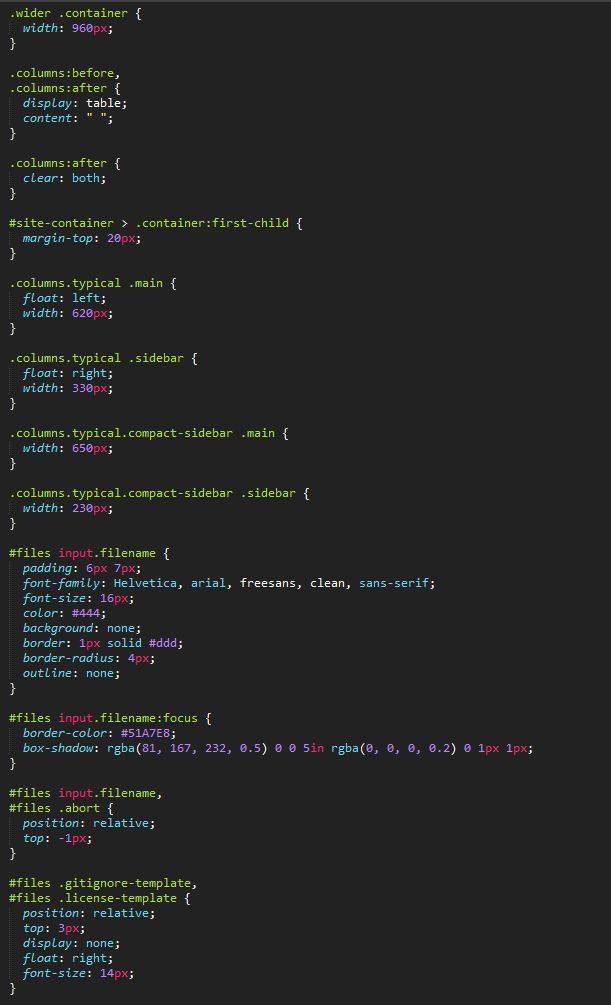 .wider .container {
  width: 960px;
}

.columns:before,
.columns:after {
  display: table;
  content: " ";
}

.columns:after {
  clear: both;
}

#site-container > .container:first-child {
  margin-top: 20px;
}

.columns.typical .main {
  float: left;
  width: 620px;
}

.columns.typical .sidebar {
  float: right;
  width: 330px;
}

.columns.typical.compact-sidebar .main {
  width: 650px;
}

.columns.typical.compact-sidebar .sidebar {
  width: 230px;
}

#files input.filename {
  padding: 6px 7px;
  font-family: Helvetica, arial, freesans, clean, sans-serif;
  font-size: 16px;
  color: #444;
  background: none;
  border: 1px solid #ddd;
  border-radius: 4px;
  outline: none;
}

#files input.filename:focus {
  border-color: #51A7E8;
  box-shadow: rgba(81, 167, 232, 0.5) 0 0 5in rgba(0, 0, 0, 0.2) 0 1px 1px;
}

#files input.filename,
#files .abort {
  position: relative;
  top: -1px;
}

#files .gitignore-template,
#files .license-template {
  position: relative;
  top: 3px;
  display: none;
  float: right;
  font-size: 14px;
}